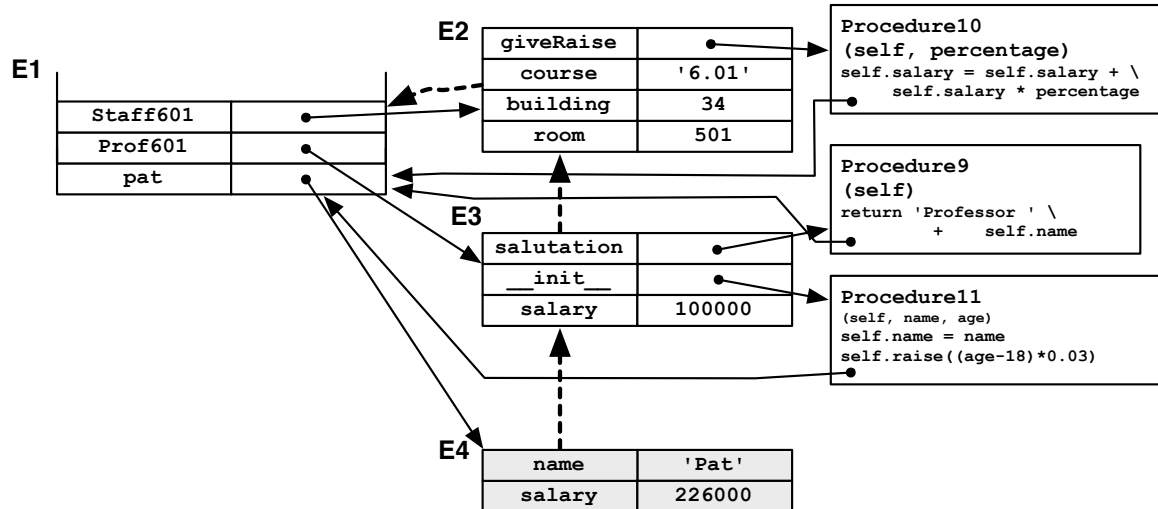 E1
Staff601
Prof601
pat
E2
giveRaise
course '6.01'
building 34
room 501
E3
salutation
__init__
salary 100000
E4
name 'Pat'
salary 226000
Procedure10
(self, percentage)
self.salary = self.salary + \
self.salary * percentage
Procedure9
(self)
return 'Professor ' \
+ self.name
Procedure11
(self, name, age)
self.name = name
self.raise((age-18)*0.03)